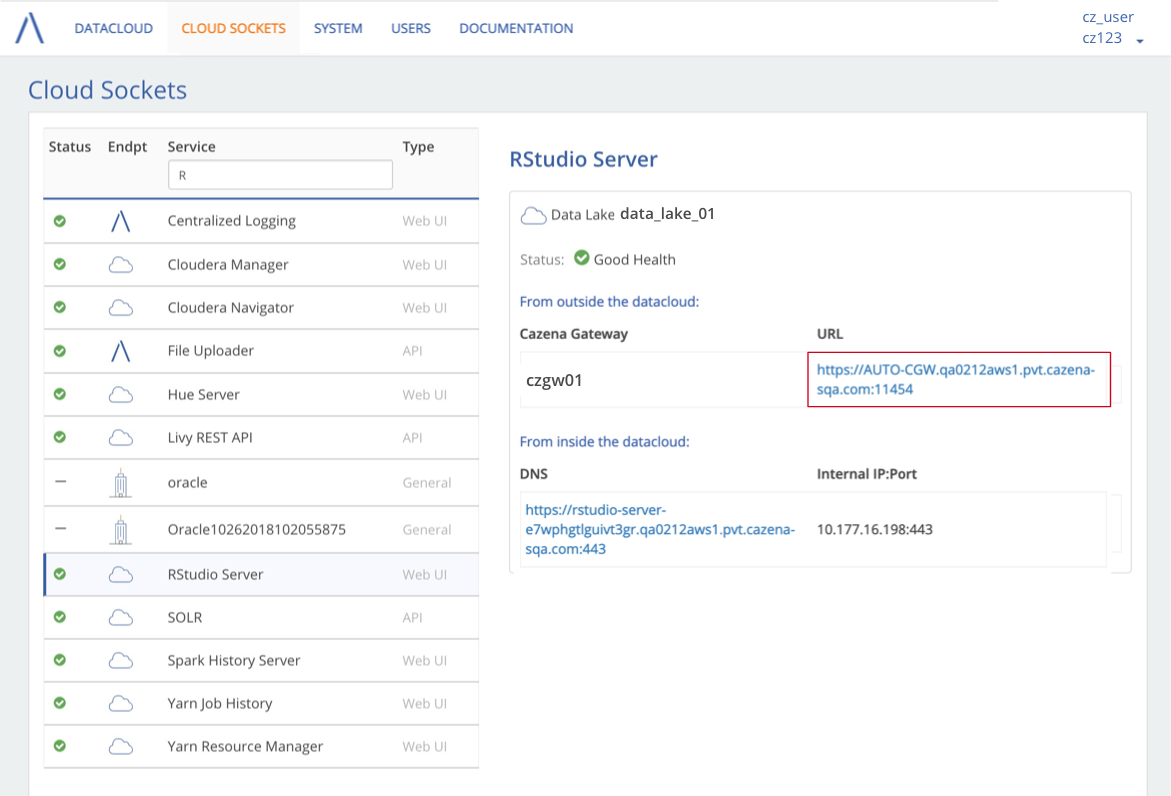 DATACLOUD CLOUD SOCKETS SYSTEM USERS DOCUMENTATION
cz_user
cz123
Cloud Sockets
Status Endpt Service Type
R
Centralized Logging Web UI
Cloudera Manager Web UI
Cloudera Navigator Web UI
File Uploader API
Hue Server Web UI
Livy REST API API
oracle General
Oracle10262018102055875 General
RStudio Server Web UI
SOLR API
Spark History Server Web UI
Yarn Job History Web UI
Yarn Resource Manager Web UI
RStudio Server
Data Lake data_lake_01
Status: Good Health
From outside the datacloud:
Cazena Gateway URL
czgw01
https://AUTO-CGW.qa0212aws1.pvt.cazena-
sqa.com:11454
From inside the datacloud:
DNS Internal IP:Port
https://rstudio-server-
e7wphgtlguivt3gr.qa0212aws1.pvt.cazena-
sqa.com:443
10.177.16.198:443